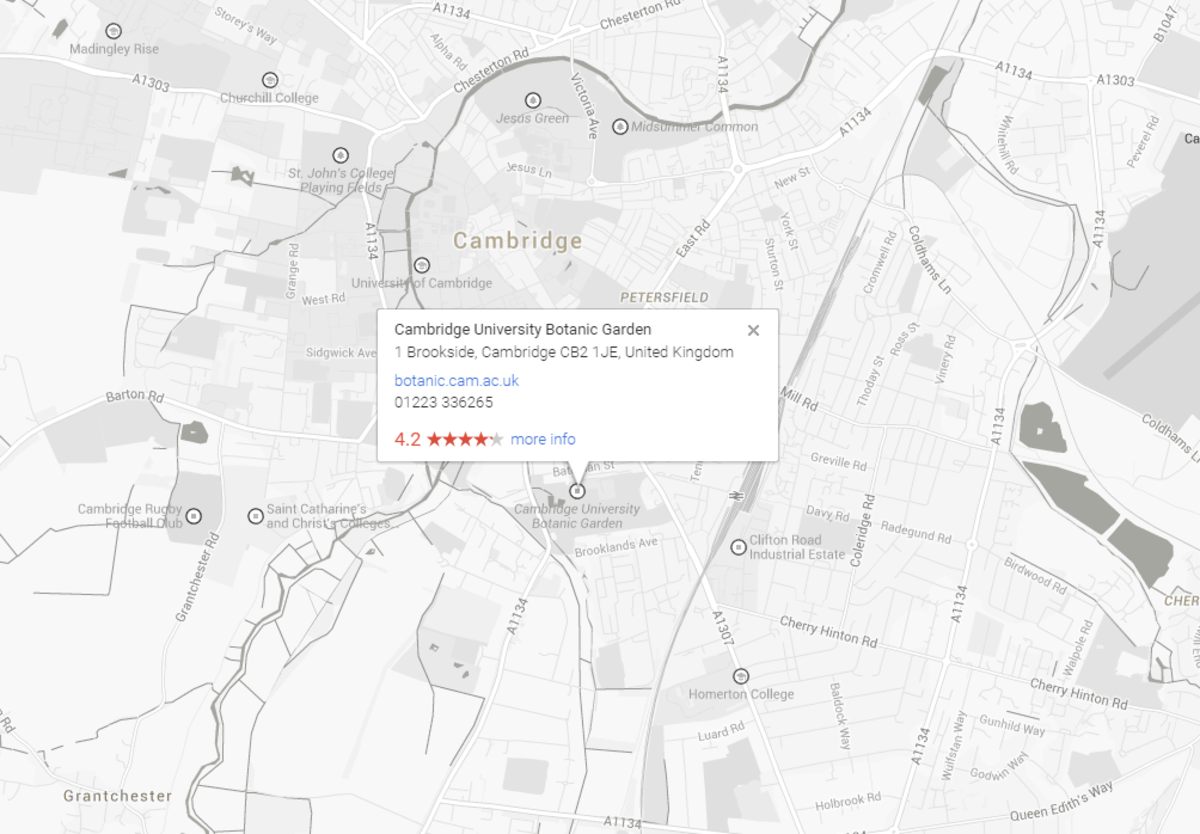 A1134
Chesterton Rd
Storey's Way
B1047
Madingley Rise
Alpha Rd
Chesterton Rd
A1134
A1134
A1303
A1303
Churchill College
Victoria Ave
Jesus Green
Midsummer Common
A1134
Whitehill Rd
Peverel Rd
Ca
St. John's College
Playing Fields
Jesus Ln
New St
A1134
East Rd
York St
Sturton St
Cromwell Rd
Coldhams Ln
A1134
Cambridge
Grange Rd
University of Cambridge
West Rd
PETERSFIELD
Sidgwick Ave
Cambridge University Botanic Garden
1 Brookside, Cambridge CB2 1JE, United Kingdom
botanic.cam.ac.uk
01223 336265
4.2
more info
Ross St
Thoday St
Vinery Rd
Mill Rd
Barton Rd
A1134
Coldhams L
Bateman St
Ten
Greville Rd
Cambridge Rugby
Football Club
Saint Catharine's
and Christ's Colleges...
Cambridge University
Botanic Garden
Davy Rd
Coleridge Rd
Radegund Rd
Brooklands Ave
Clifton Road
Industrial Estate
Grantchester Rd
Birdwood Rd
A1134
A1134
A1307
Cherry Hinton Rd
CHER
Walpole Rd
Homerton College
Cherry Hinton Rd
Baldock Way
Luard Rd
Gunhild Way
Wulfstan Way
A1134
Godwin Way
Grantchester
Holbrook Rd
Queen Edith's Way
A1134